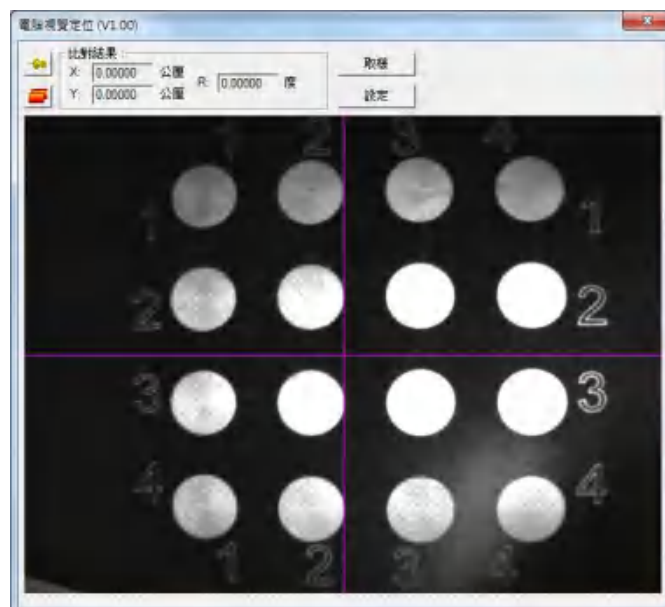 電腦視覺定位 (V1.00)
比對結果:
X: 0.00000 公厘
R: 0.00000 度
Y: 0.00000 公厘
取樣
設定
1 2 3 4
1 1
2 2
3 3
4 4
1 2 3 4